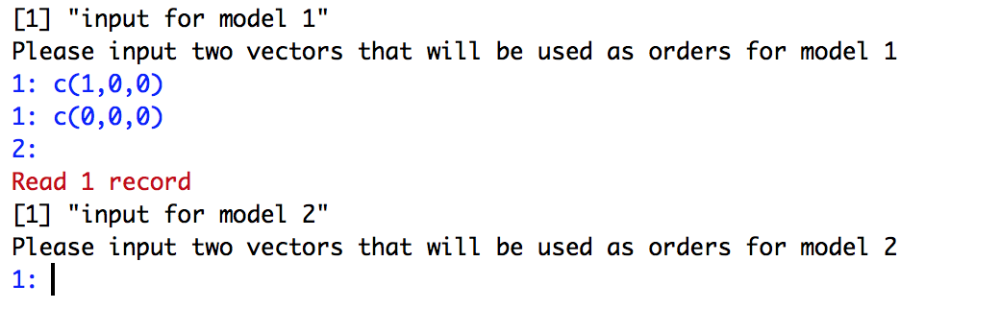 [1] "input for model 1"
Please input two vectors that will be used as orders for model 1
1: c(1,0,0)
1: c(0,0,0)
2:
Read 1 record
[1] "input for model 2"
Please input two vectors that will be used as orders for model 2
1: